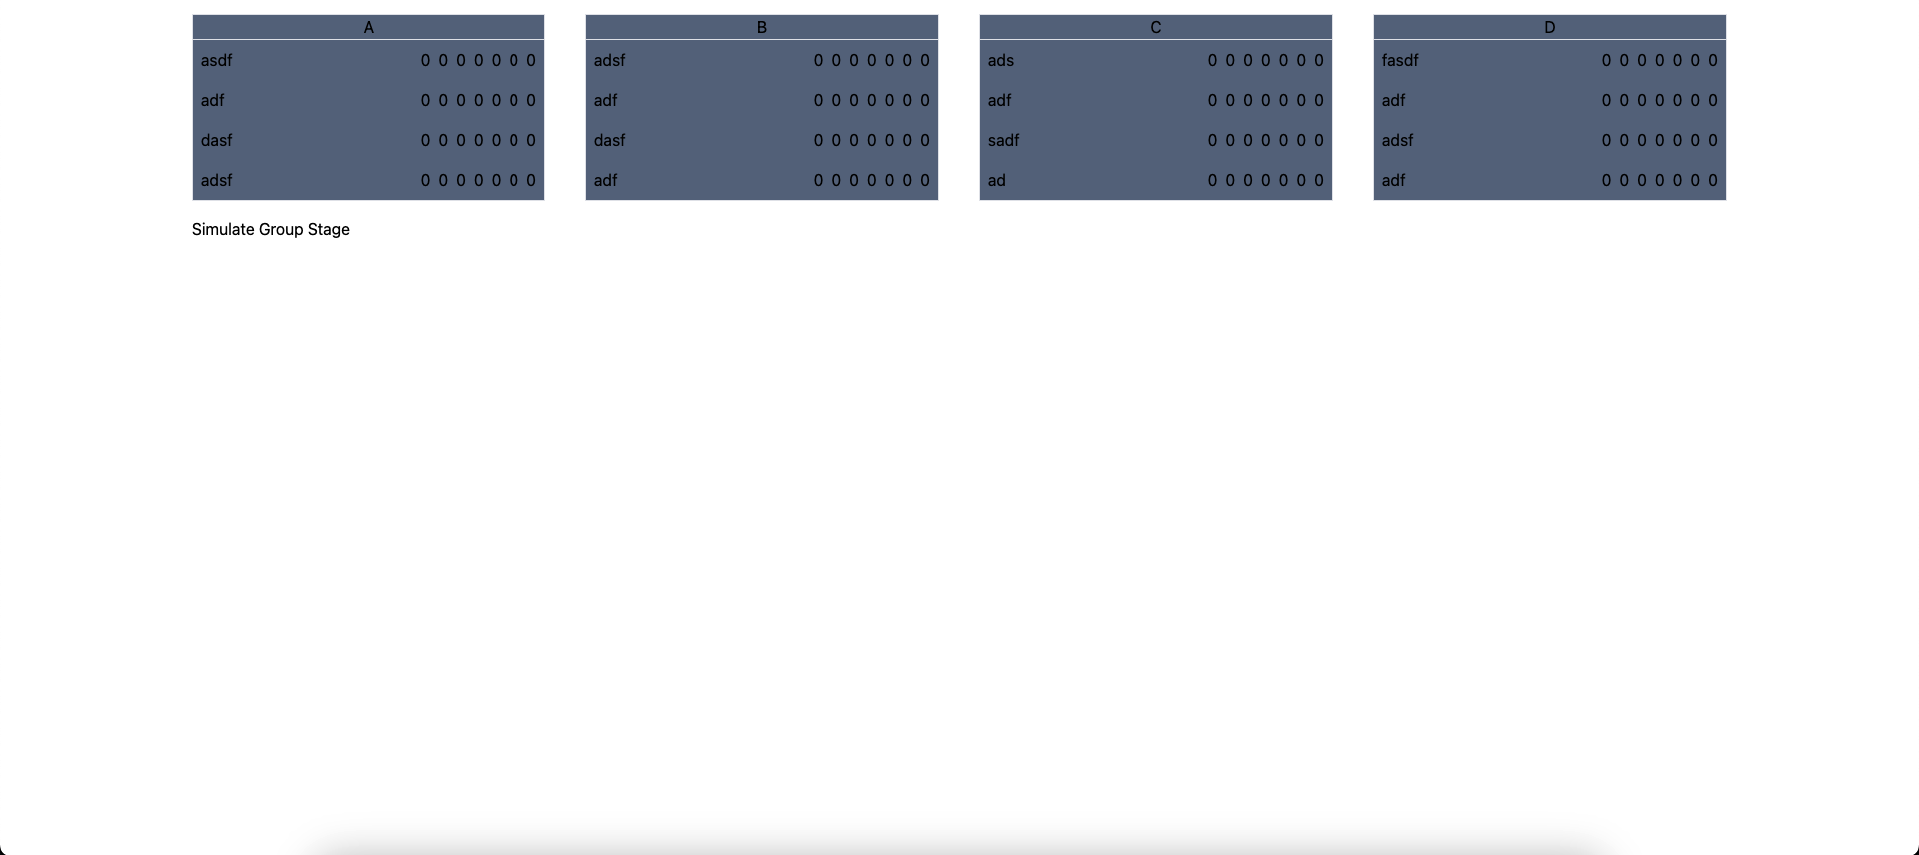 A B C D
asdf 0 0 0 0 0 0 0 adsf 0 0 0 0 0 0 0 ads 0 0 0 0 0 0 0 fasdf 0 0 0 0 0 0 0
adf 0 0 0 0 0 0 0 adf 0 0 0 0 0 0 0 adf 0 0 0 0 0 0 0 adf 0 0 0 0 0 0 0
dasf 0 0 0 0 0 0 0 dasf 0 0 0 0 0 0 0 sadf 0 0 0 0 0 0 0 adsf 0 0 0 0 0 0 0
adsf 0 0 0 0 0 0 0 adf 0 0 0 0 0 0 0 ad 0 0 0 0 0 0 0 adf 0 0 0 0 0 0 0
Simulate Group Stage